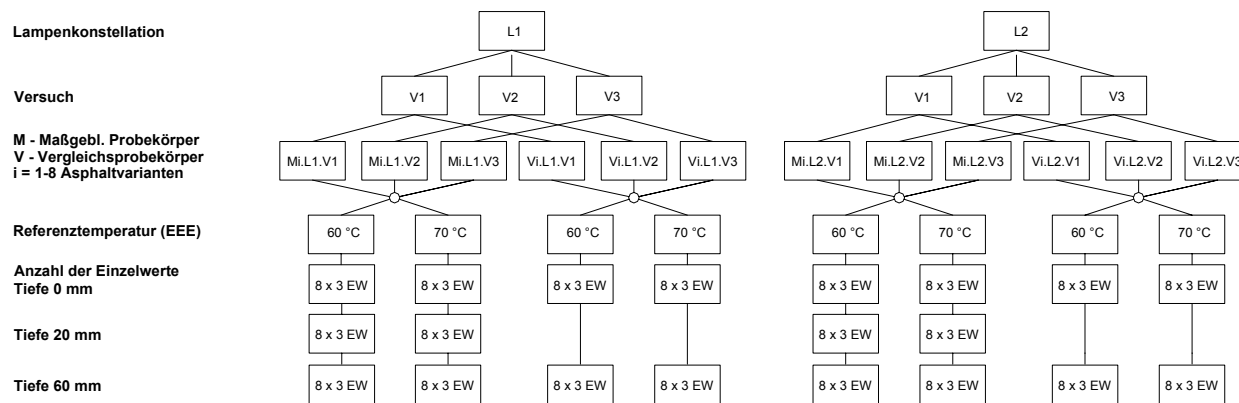 Lampenkonstellation L1 L2
Versuch V1 V2 V3 V1 V2 V3
M - Maßgebl. Probekörper
V - Vergleichsprobekörper
i = 1-8 Asphaltvarianten
Mi.L1.V1 Mi.L1.V2 Mi.L1.V3 Vi.L1.V1 Vi.L1.V2 Vi.L1.V3 Mi.L2.V1 Mi.L2.V2 Mi.L2.V3 Vi.L2.V1 Vi.L2.V2 Vi.L2.V3
Referenztemperatur (EEE) 60 °C 70 °C 60 °C 70 °C 60 °C 70 °C 60 °C 70 °C
Anzahl der Einzelwerte
Tiefe 0 mm 8 x 3 EW 8 x 3 EW 8 x 3 EW 8 x 3 EW 8 x 3 EW 8 x 3 EW 8 x 3 EW 8 x 3 EW
Tiefe 20 mm 8 x 3 EW 8 x 3 EW 8 x 3 EW 8 x 3 EW
Tiefe 60 mm 8 x 3 EW 8 x 3 EW 8 x 3 EW 8 x 3 EW 8 x 3 EW 8 x 3 EW 8 x 3 EW 8 x 3 EW